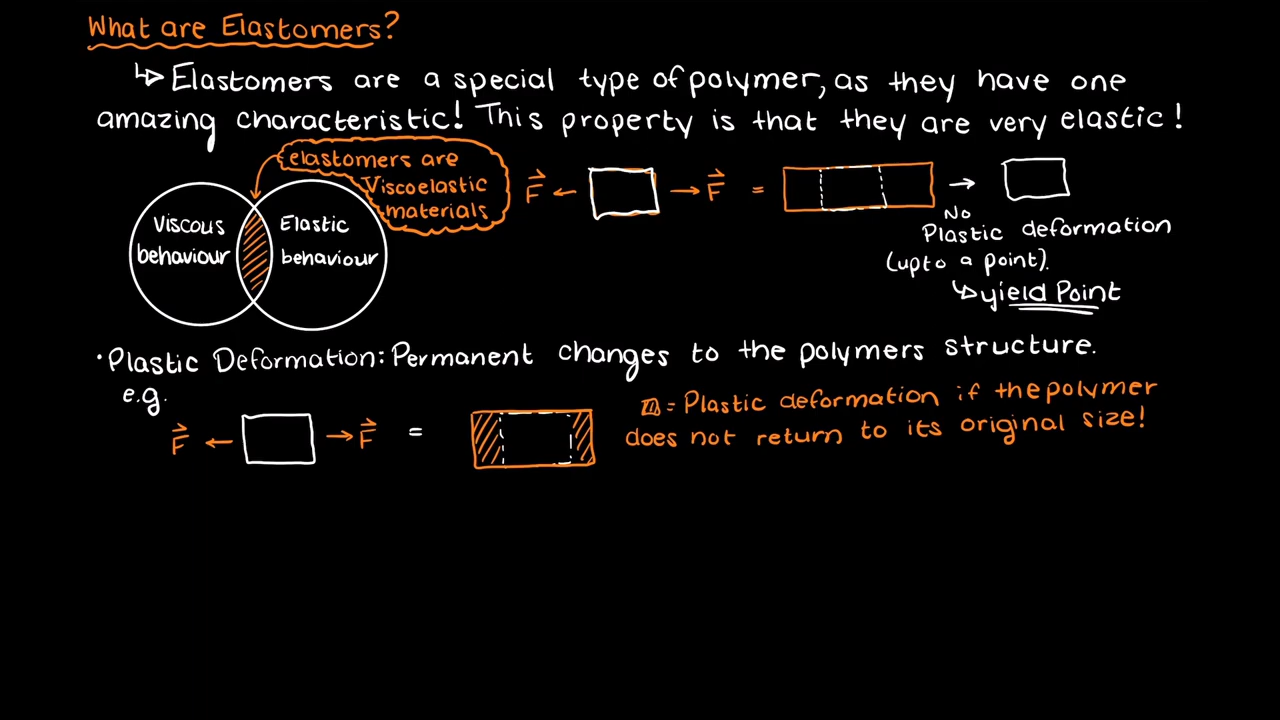 What are Elastomers?
↳ Elastomers are a special type of polymer, as they have one
amazing characteristic! This property is that they are very elastic!
elastomers are
Viscoelastic
materials
Viscous
behaviour
Elastic
behaviour
F ← → F = →
No
Plastic deformation
(upto a point).
↳ yield Point
• Plastic Deformation: Permanent changes to the polymers structure.
e.g.
F ← → F =
= Plastic deformation if the polymer
does not return to its original size!